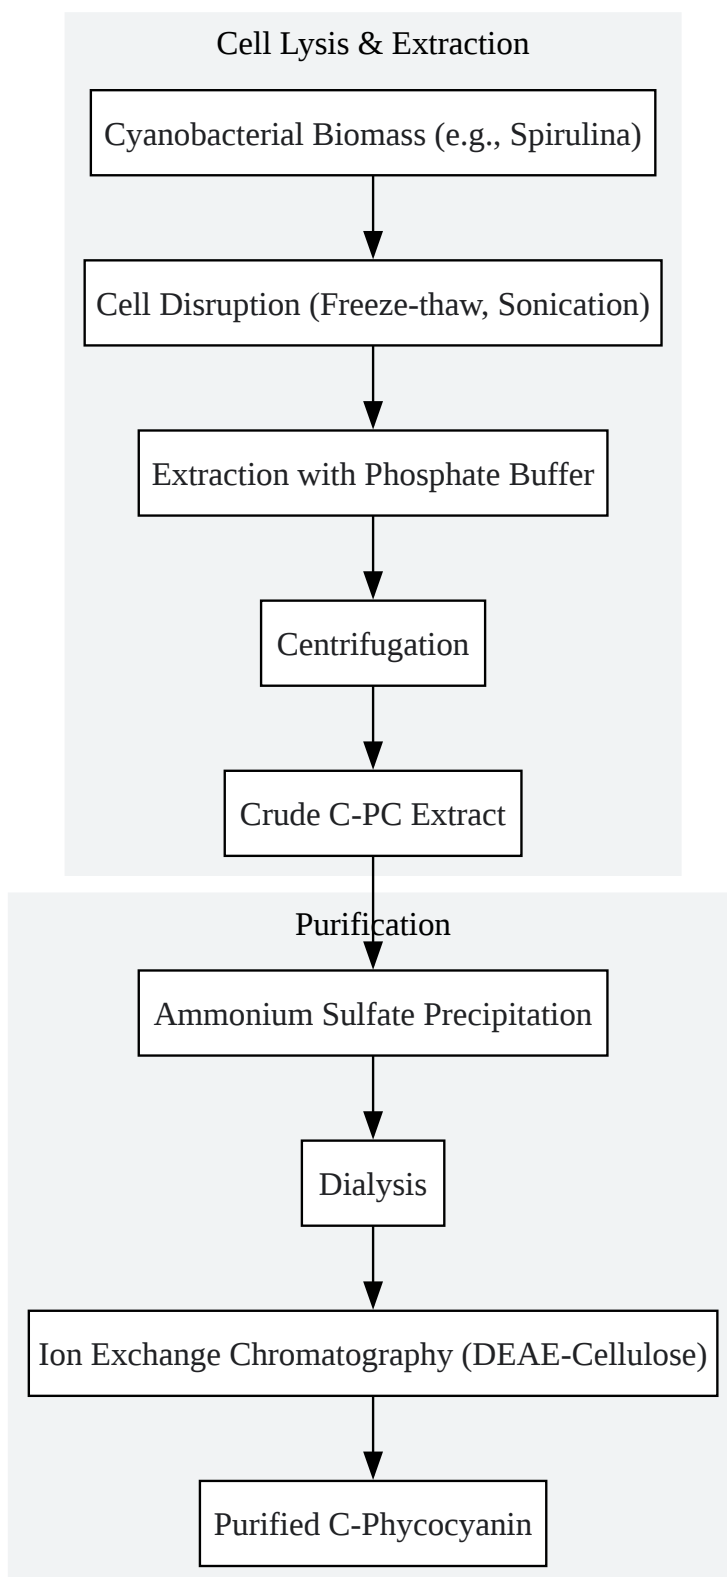 Cell Lysis & Extraction
Cyanobacterial Biomass (e.g., Spirulina)
Cell Disruption (Freeze-thaw, Sonication)
Extraction with Phosphate Buffer
Centrifugation
Crude C-PC Extract
Purification
Ammonium Sulfate Precipitation
Dialysis
Ion Exchange Chromatography (DEAE-Cellulose)
Purified C-Phycocyanin